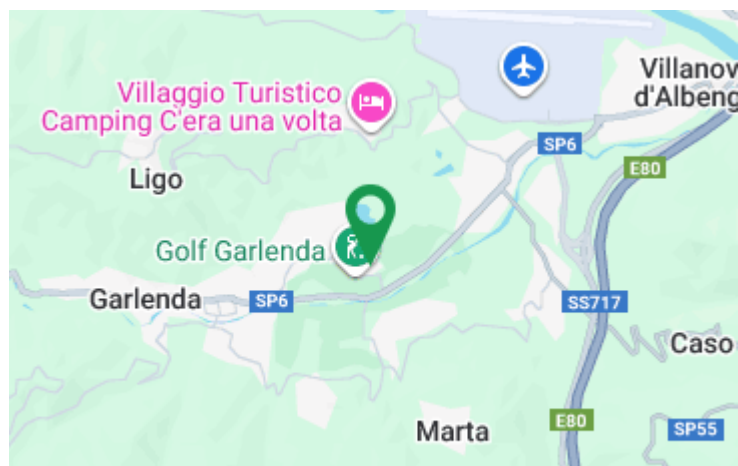 Villaggio Turistico
Camping C'era una volta
Villanov
d'Albeng
SP6
E80
Ligo
Golf Garlenda
Garlenda
SP6
SS717
Caso
Marta
E80
SP55